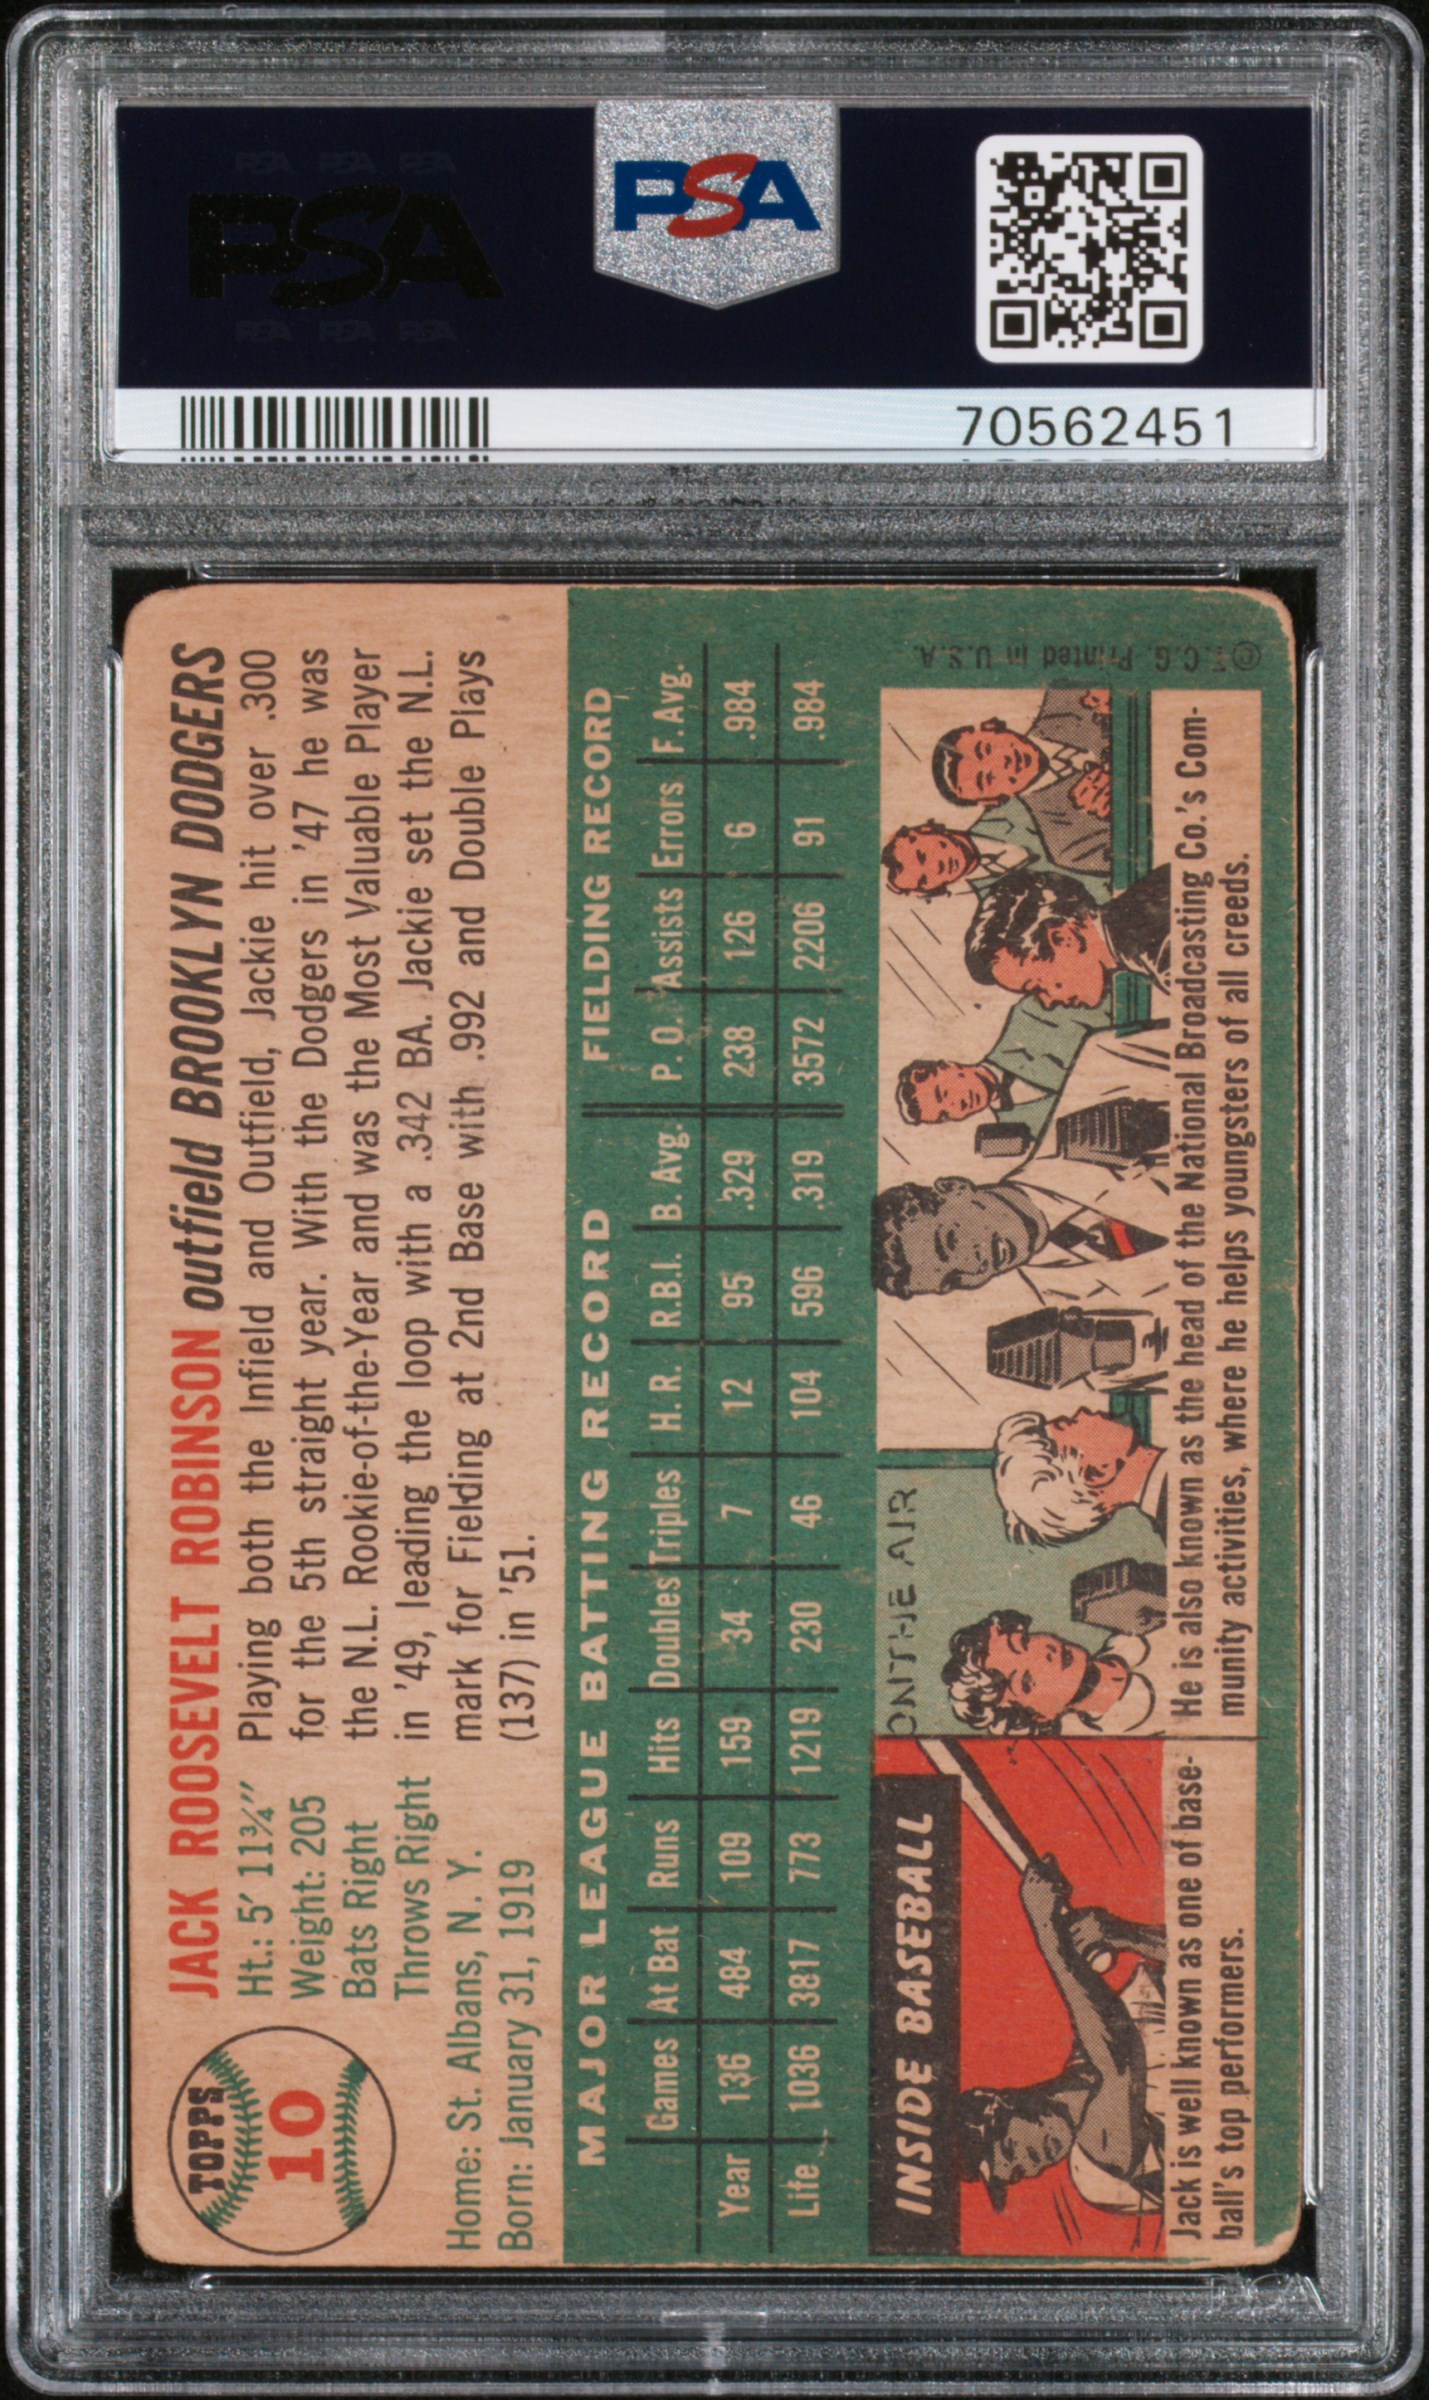 PSA PSA PSA
PSA
PSA PSA PSA
PSA
70562451
TOPPS
10
JACK ROOSEVELT ROBINSON outfield BROOKLYN DODGERS
Ht.: 5' 11¾"
Weight: 205
Bats Right
Throws Right
Home: St. Albans, N. Y.
Born: January 31, 1919
Playing both the Infield and Outfield, Jackie hit over .300
for the 5th straight year. With the Dodgers in '47 he was
the N.L. Rookie-of-the-Year and was the Most Valuable Player
in '49, leading the loop with a .342 BA. Jackie set the N.L.
mark for Fielding at 2nd Base with .992 and Double Plays
(137) in '51.
MAJOR LEAGUE BATTING RECORD FIELDING RECORD
Games At Bat Runs Hits Doubles Triples H. R. R.B.I. B. Avg. P. O. Assists Errors F. Avg.
Year 136 484 109 159 34 7 12 95 .329 238 126 6 .984
Life 1036 3817 773 1219 230 46 104 596 .319 3572 2206 91 .984
INSIDE BASEBALL
Jack is well known as one of base-
ball's top performers.
ON THE AIR
He is also known as the head of the National Broadcasting Co.'s Com-
munity activities, where he helps youngsters of all creeds.
© T.C.G. Printed in U.S.A.
PSA